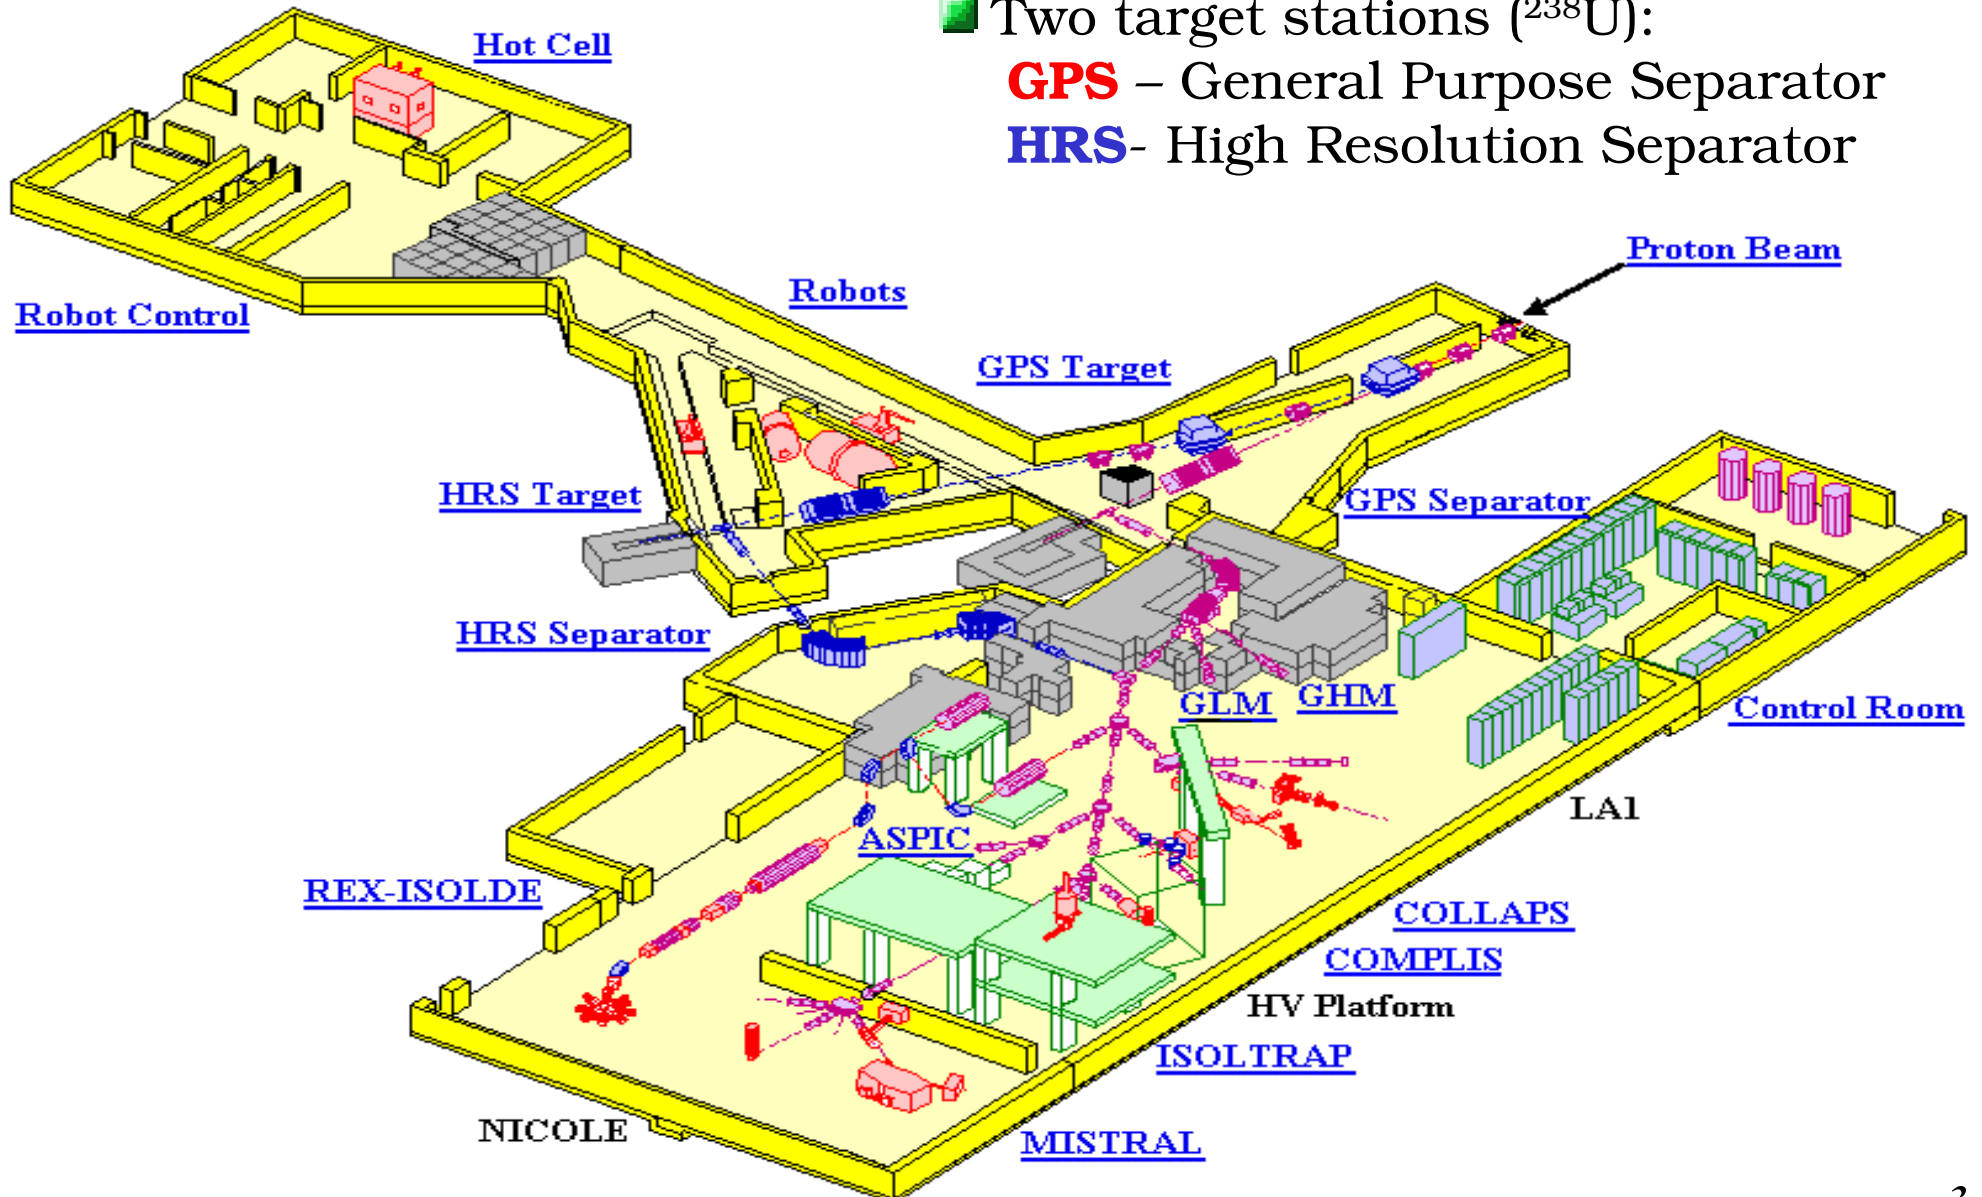 Two target stations (²³⁸U):
GPS – General Purpose Separator
HRS- High Resolution Separator
Hot Cell
Proton Beam
Robots
Robot Control
GPS Target
HRS Target
GPS Separator
HRS Separator
GLM
GHM
Control Room
LA1
ASPIC
REX-ISOLDE
COLLAPS
COMPLIS
HV Platform
ISOLTRAP
NICOLE
MISTRAL